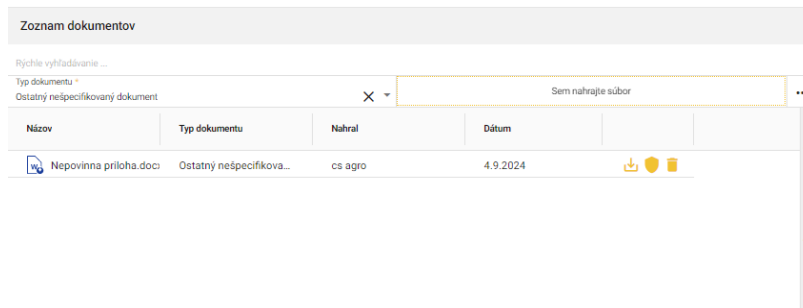 Zoznam dokumentov
Rýchle vyhľadávanie ...
Typ dokumentu *
Ostatný nešpecifikovaný dokument
Sem nahrajte súbor
Názov Typ dokumentu Nahral Dátum
Nepovinna priloha.docx Ostatný nešpecifikova... cs agro 4.9.2024